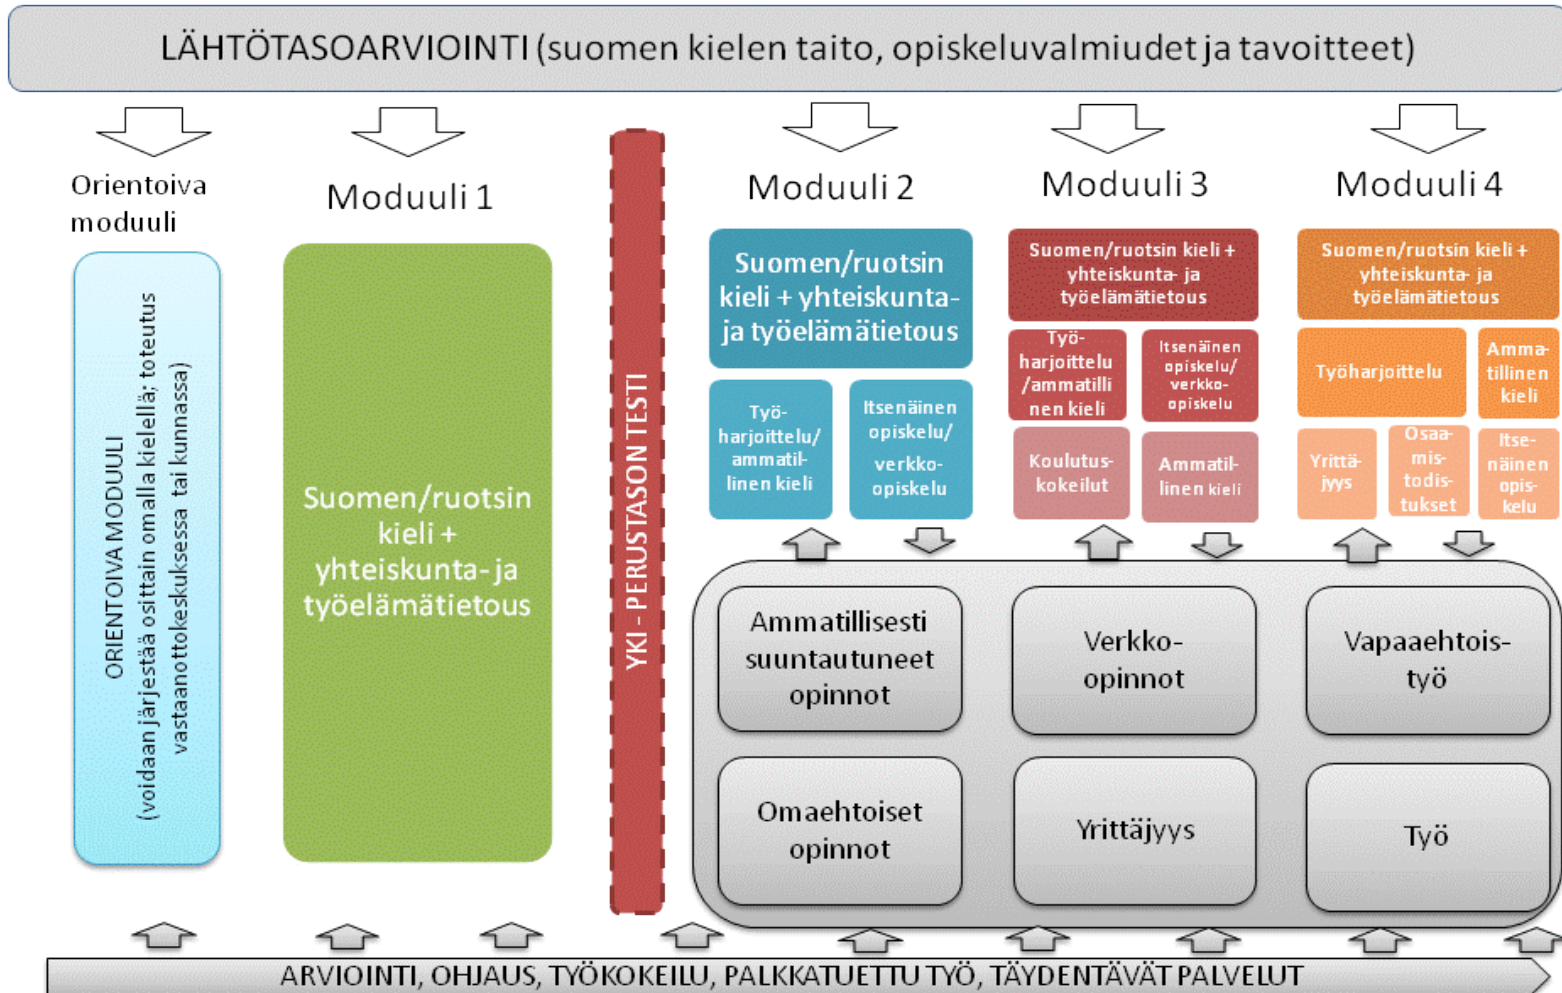 LÄHTÖTASOARVIOINTI (suomen kielen taito, opiskeluvalmiudet ja tavoitteet)
Orientoiva
moduuli
ORIENTOIVA MODUULI
(voidaan järjestää osittain omalla kielellä; toteutus
vastaanottokeskuksessa tai kunnassa)
Moduuli 1
Suomen/ruotsin
kieli +
yhteiskunta- ja
työelämätietous
YKI - PERUSTASON TESTI
Moduuli 2
Suomen/ruotsin
kieli + yhteiskunta-
ja työelämätietous
Työ-
harjoittelu/
ammatil-
linen kieli
Itsenäinen
opiskelu/
verkko-
opiskelu
Moduuli 3
Suomen/ruotsin kieli +
yhteiskunta- ja
työelämätietous
Työ-
harjoittelu
/ammatilli
nen kieli
Itsenäinen
opiskelu/
verkko-
opiskelu
Koulutus-
kokeilut
Ammatil-
linen kieli
Moduuli 4
Suomen/ruotsin kieli +
yhteiskunta- ja
työelämätietous
Työharjoittelu
Amma-
tillinen
kieli
Yrittä-
jyys
Osaa-
mis-
todis-
tukset
Itse-
näinen
opis-
kelu
Ammatillisesti
suuntautuneet
opinnot
Verkko-
opinnot
Vapaaehtois-
työ
Omaehtoiset
opinnot
Yrittäjyys
Työ
ARVIOINTI, OHJAUS, TYÖKOKEILU, PALKKATUETTU TYÖ, TÄYDENTÄVÄT PALVELUT